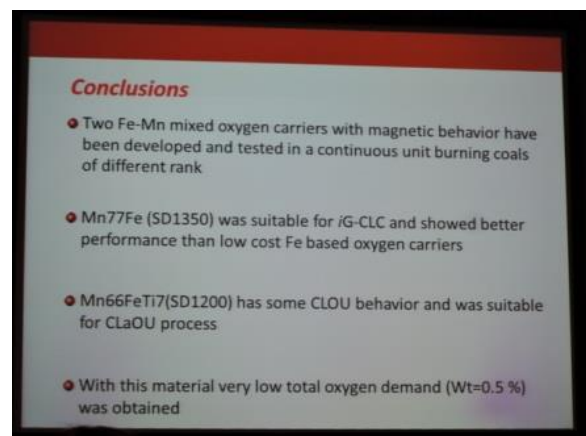 Conclusions
Two Fe-Mn mixed oxygen carriers with magnetic behavior have
been developed and tested in a continuous unit burning coals
of different rank
Mn77Fe (SD1350) was suitable for iG-CLC and showed better
performance than low cost Fe based oxygen carriers
Mn66FeTi7(SD1200) has some CLOU behavior and was suitable
for CLaOU process
With this material very low total oxygen demand (Wt=0.5 %)
was obtained